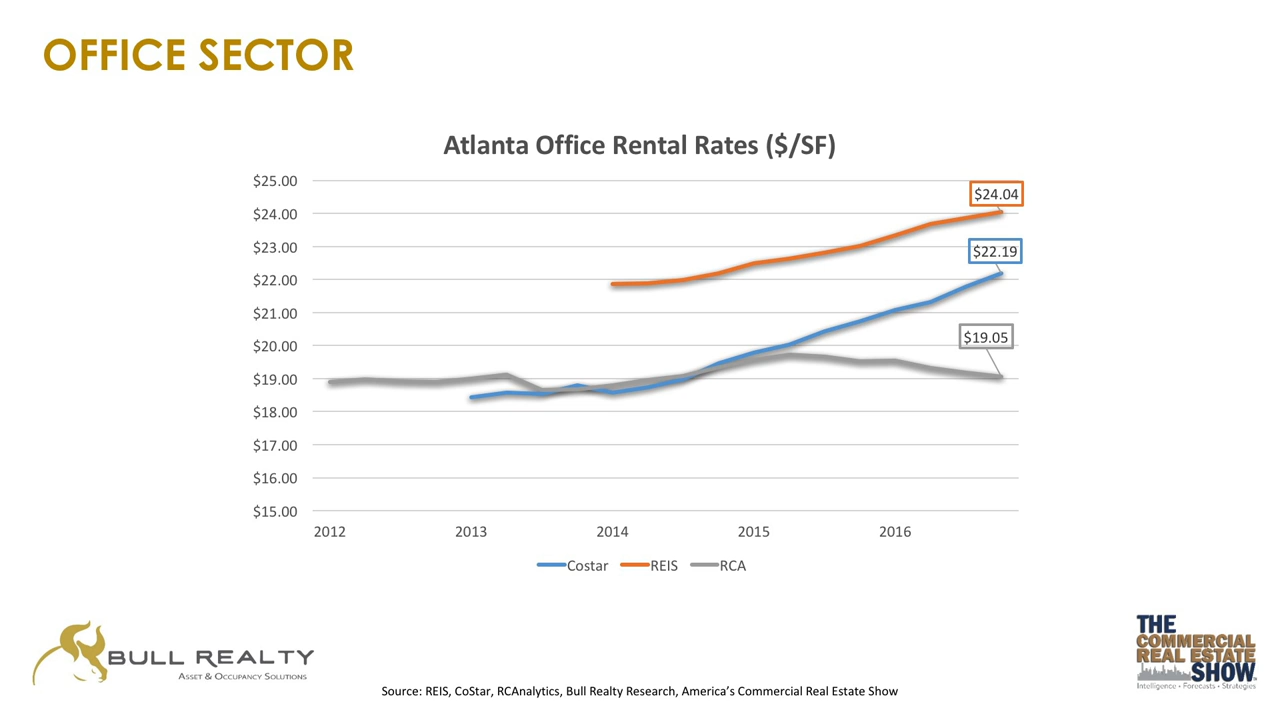 OFFICE SECTOR
Atlanta Office Rental Rates ($/SF)
$25.00
$24.00
$23.00
$22.00
$21.00
$20.00
$19.00
$18.00
$17.00
$16.00
$15.00
$24.04
$22.19
$19.05
2012 2013 2014 2015 2016
Costar REIS RCA
BULL REALTY
ASSET & OCCUPANCY SOLUTIONS
THE
COMMERCIAL
REAL ESTATE
SHOW
Intelligence • Forecasts • Strategies
Source: REIS, CoStar, RCAnalytics, Bull Realty Research, America’s Commercial Real Estate Show